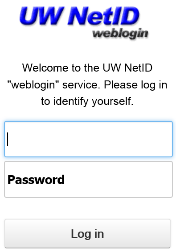 UW NetID
weblogin
Welcome to the UW NetID
"weblogin" service. Please log in
to identify yourself.
Password
Log in